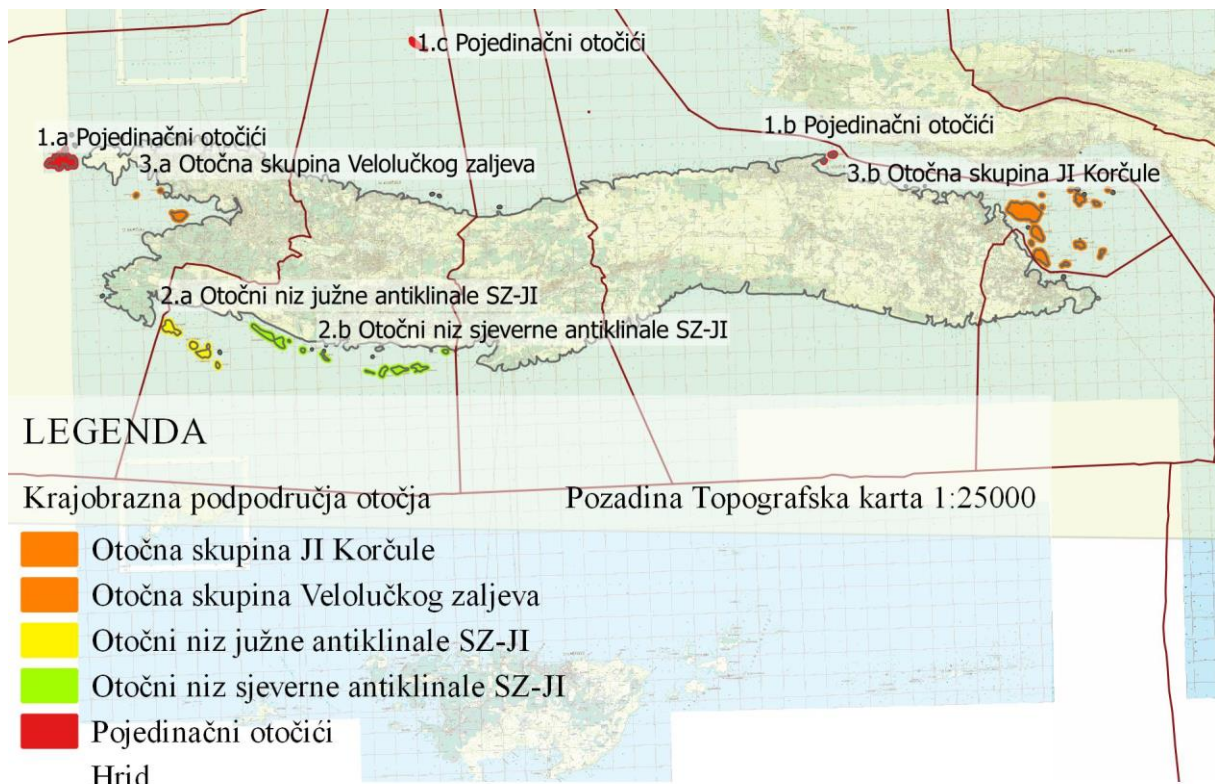 1.c Pojedinačni otočići
1.a Pojedinačni otočići
1.b Pojedinačni otočići
3.a Otočna skupina Velolučkog zaljeva
3.b Otočna skupina JI Korčule
2.a Otočni niz južne antiklinale SZ-JI
2.b Otočni niz sjeverne antiklinale SZ-JI
LEGENDA
Krajobrazna podpodručja otočja
Pozadina Topografska karta 1:25000
Otočna skupina JI Korčule
Otočna skupina Velolučkog zaljeva
Otočni niz južne antiklinale SZ-JI
Otočni niz sjeverne antiklinale SZ-JI
Pojedinačni otočići
Hrid